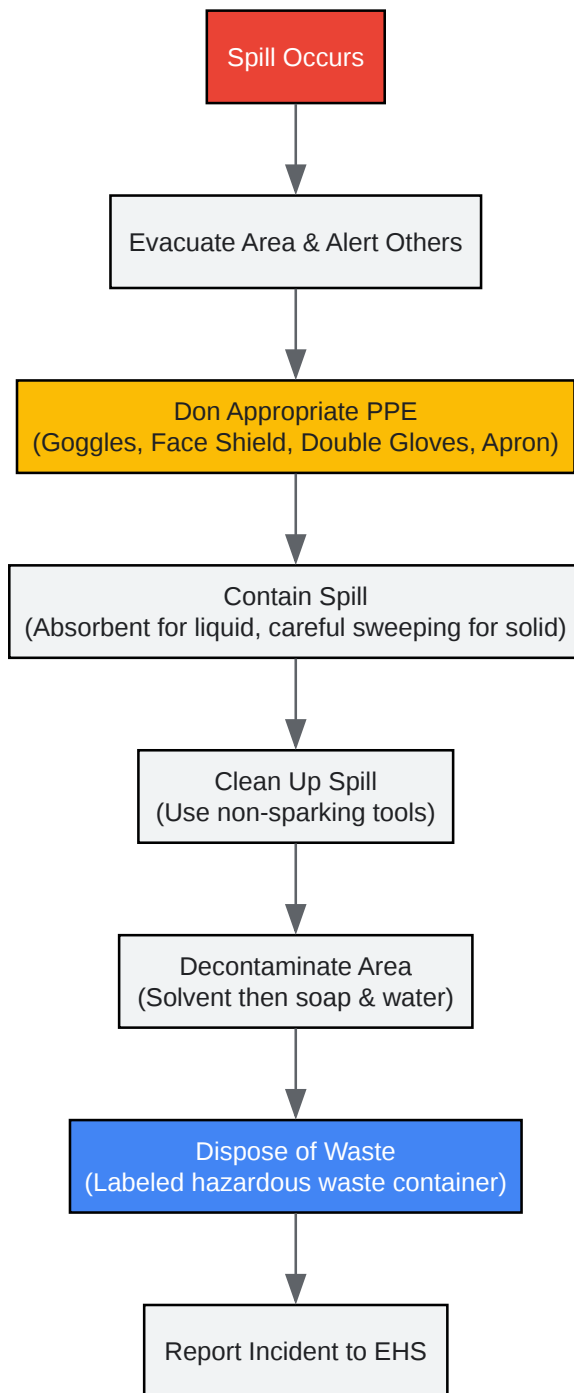 Spill Occurs
Evacuate Area & Alert Others
Don Appropriate PPE
(Goggles, Face Shield, Double Gloves, Apron)
Contain Spill
(Absorbent for liquid, careful sweeping for solid)
Clean Up Spill
(Use non-sparking tools)
Decontaminate Area
(Solvent then soap & water)
Dispose of Waste
(Labeled hazardous waste container)
Report Incident to EHS